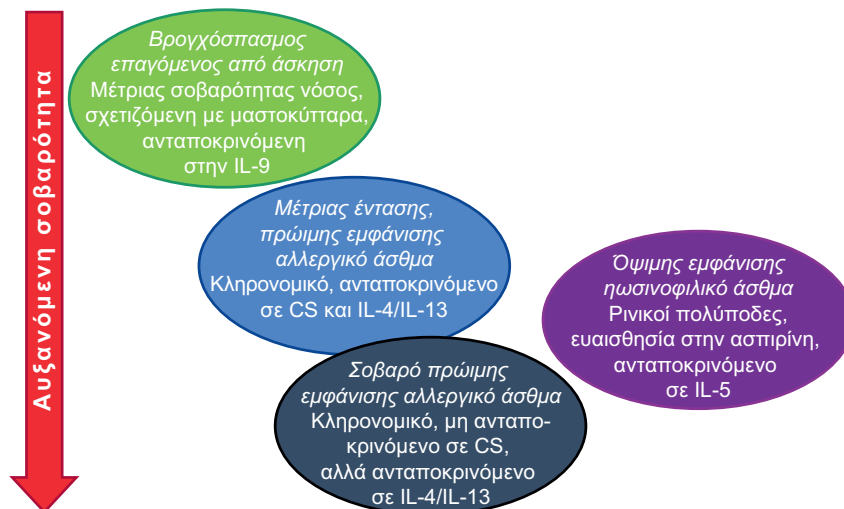 Αυξανόμενη σοβαρότητα
Βρογχόσπασμος
επαγόμενος από άσκηση
Μέτριας σοβαρότητας νόσος,
σχετιζόμενη με μαστοκύτταρα,
ανταποκρινόμενη
στην IL-9
Μέτριας έντασης,
πρώιμης εμφάνισης
αλλεργικό άσθμα
Κληρονομικό, ανταποκρινόμενο
σε CS και IL-4/IL-13
Όψιμης εμφάνισης
ηωσινοφιλικό άσθμα
Ρινικοί πολύποδες,
ευαισθησία στην ασπιρίνη,
ανταποκρινόμενο
σε IL-5
Σοβαρό πρώιμης
εμφάνισης αλλεργικό άσθμα
Κληρονομικό, μη ανταπο-
κρινόμενο σε CS,
αλλά ανταποκρινόμενο
σε IL-4/IL-13